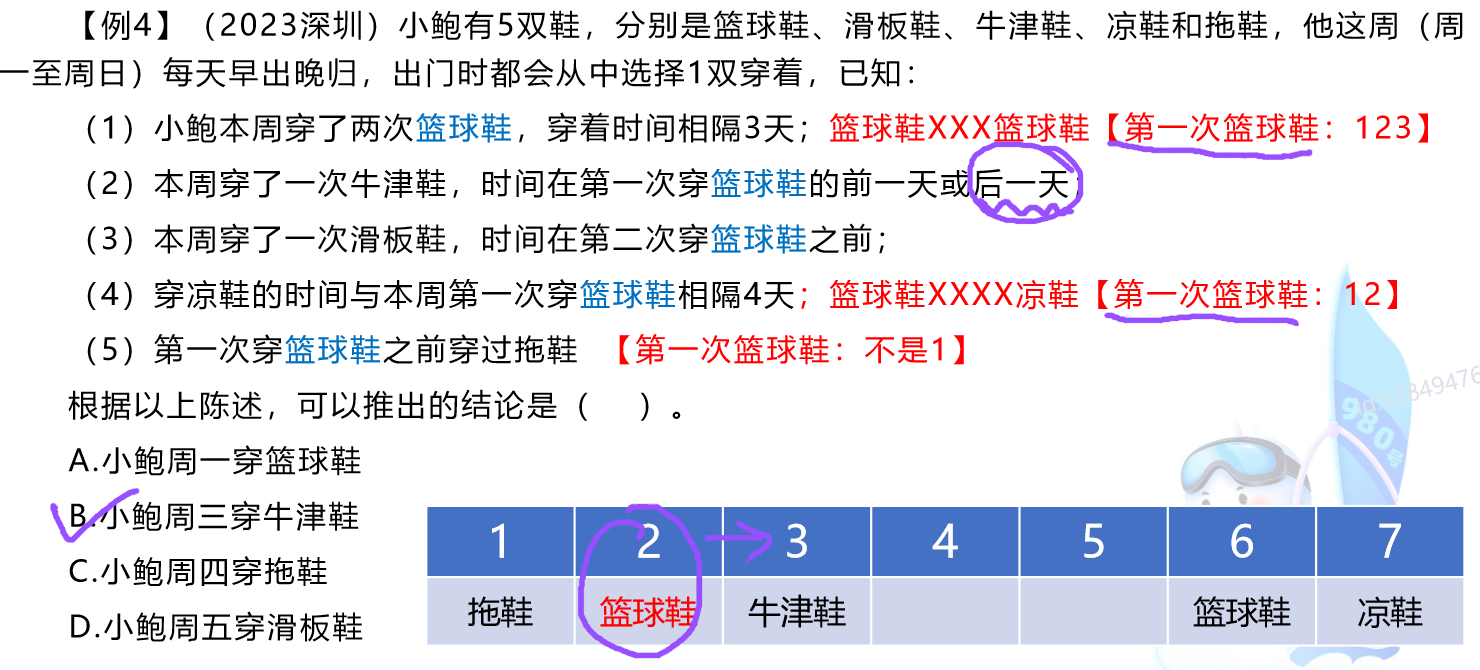 【例4】（2023深圳）小鲍有5双鞋，分别是篮球鞋、滑板鞋、牛津鞋、凉鞋和拖鞋，他这周（周
一至周日）每天早出晚归，出门时都会从中选择1双穿着，已知：
（1）小鲍本周穿了两次篮球鞋，穿着时间相隔3天；篮球鞋XXX篮球鞋【第一次篮球鞋：123】
（2）本周穿了一次牛津鞋，时间在第一次穿篮球鞋的前一天或后一天；
（3）本周穿了一次滑板鞋，时间在第二次穿篮球鞋之前；
（4）穿凉鞋的时间与本周第一次穿篮球鞋相隔4天；篮球鞋XXXX凉鞋【第一次篮球鞋：12】
（5）第一次穿篮球鞋之前穿过拖鞋 【第一次篮球鞋：不是1】
根据以上陈述，可以推出的结论是（ ）。
A.小鲍周一穿篮球鞋
B.小鲍周三穿牛津鞋
C.小鲍周四穿拖鞋
D.小鲍周五穿滑板鞋
1 2 3 4 5 6 7
拖鞋 篮球鞋 牛津鞋 篮球鞋 凉鞋
980号